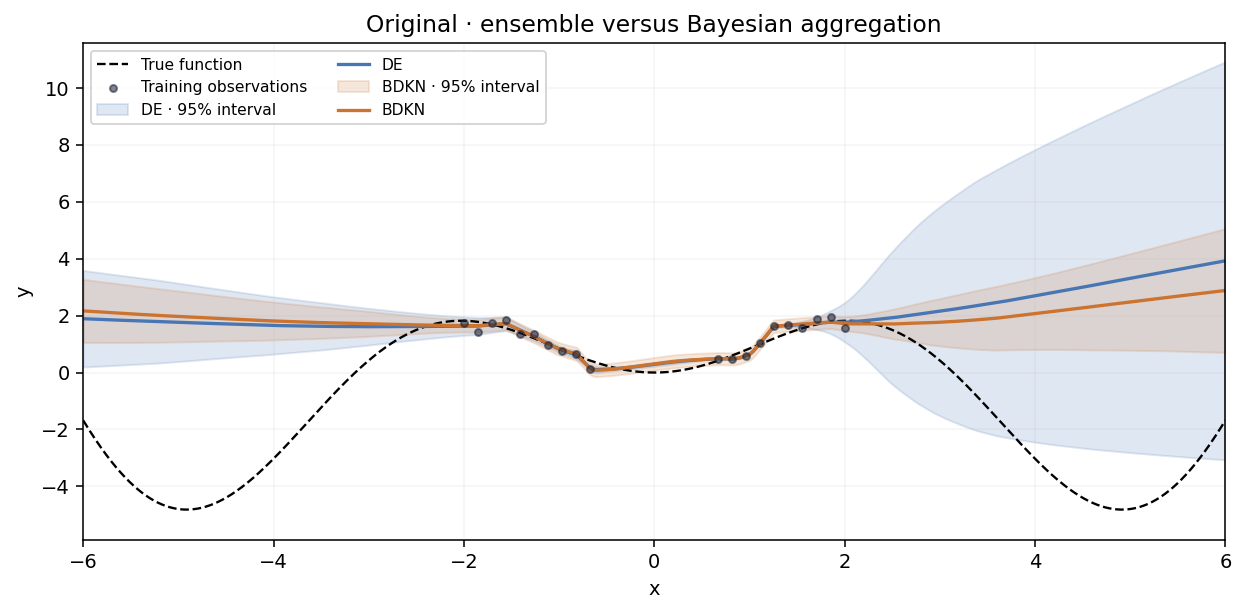 Original · ensemble versus Bayesian aggregation
True function
Training observations
DE · 95% interval
DE
BDKN · 95% interval
BDKN
y
10
8
6
4
2
0
−2
−4
−6
−4
−2
0
2
4
6
x